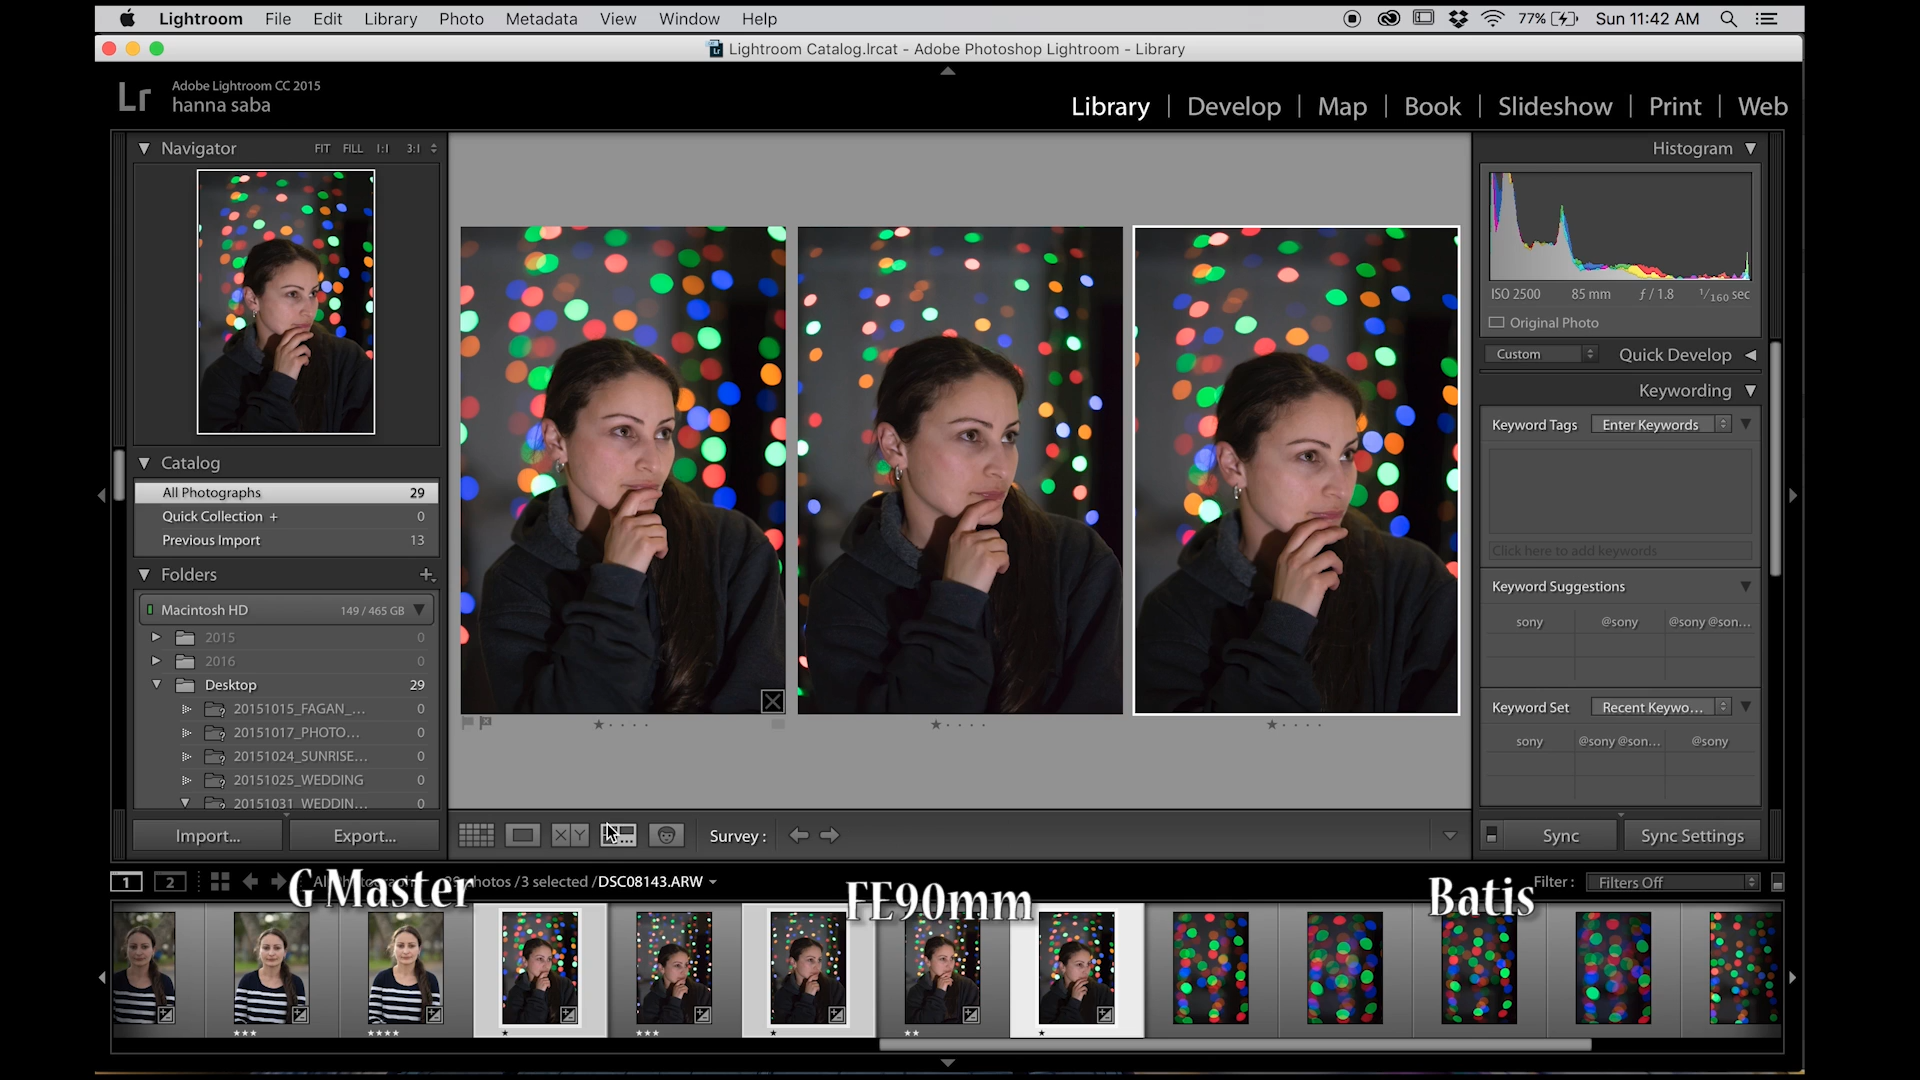 Lightroom File Edit Library Photo Metadata View Window Help 77% Sun 11:42 AM
Lightroom Catalog.lrcat - Adobe Photoshop Lightroom - Library
Lr Adobe Lightroom CC 2015
hanna saba
Library | Develop | Map | Book | Slideshow | Print | Web
Navigator FIT FILL 1:1 3:1
Histogram
ISO 2500 85 mm ƒ / 1.8 1/160 sec
Original Photo
Custom Quick Develop
Keywording
Keyword Tags Enter Keywords
Click here to add keywords
Keyword Suggestions
sony @sony @sony @son...
Keyword Set Recent Keywo...
sony @sony @son... @sony
Catalog
All Photographs 29
Quick Collection + 0
Previous Import 13
Folders
Macintosh HD 149 / 465 GB
2015 0
2016 0
Desktop 29
20151015_FAGAN_... 0
20151017_PHOTO... 0
20151024_SUNRISE... 0
20151025_WEDDING 0
20151031_WEDDIN... 0
Import... Export...
XY Survey :
Sync Sync Settings
1 2 photos / 3 selected / DSC08143.ARW
Filter : Filters Off
G Master FE90mm Batis